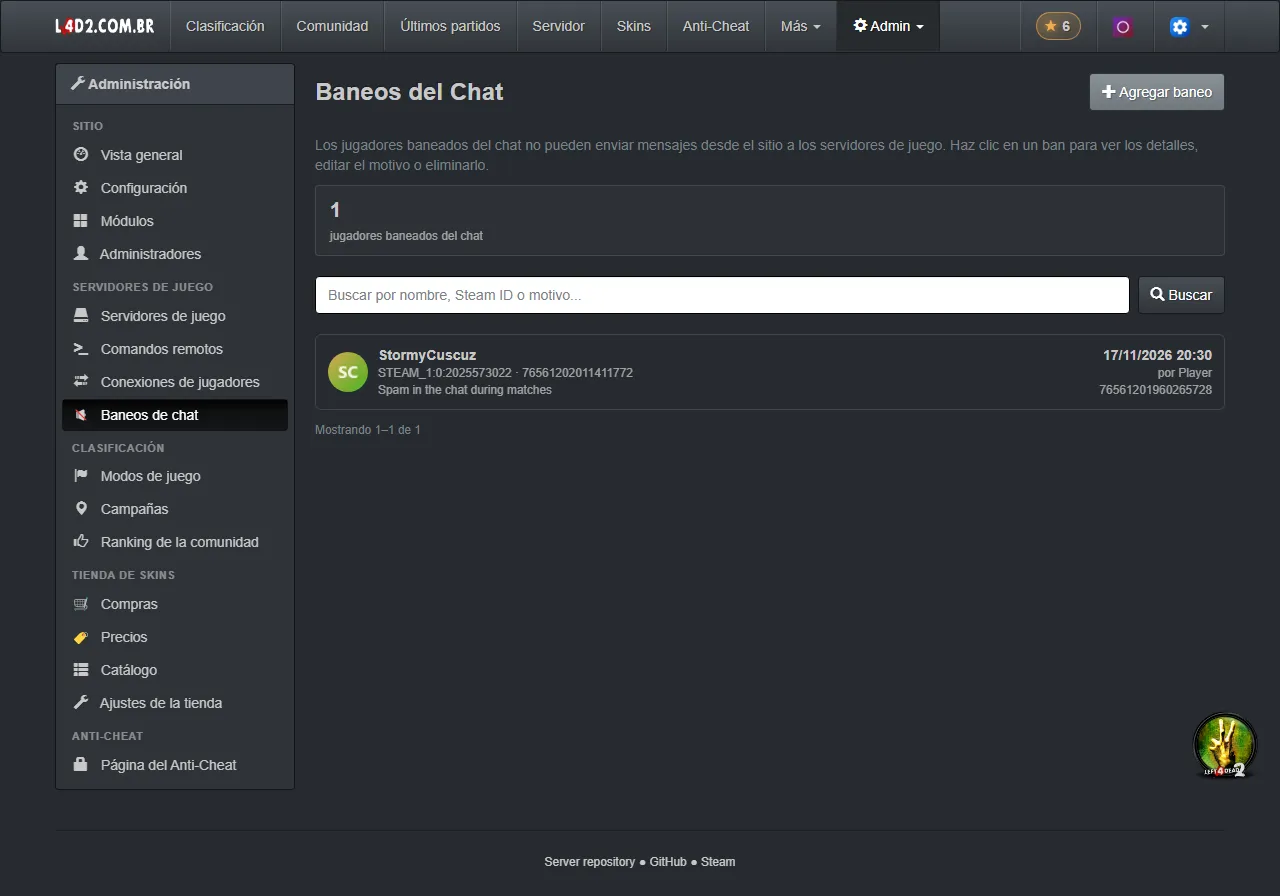 L4D2.COM.BR Clasificación Comunidad Últimos partidos Servidor Skins Anti-Cheat Más Admin 6
Administración
SITIO
Vista general
Configuración
Módulos
Administradores
SERVIDORES DE JUEGO
Servidores de juego
Comandos remotos
Conexiones de jugadores
Baneos de chat
CLASIFICACIÓN
Modos de juego
Campañas
Ranking de la comunidad
TIENDA DE SKINS
Compras
Precios
Catálogo
Ajustes de la tienda
ANTI-CHEAT
Página del Anti-Cheat
Baneos del Chat
Agregar baneo
Los jugadores baneados del chat no pueden enviar mensajes desde el sitio a los servidores de juego. Haz clic en un ban para ver los detalles,
editar el motivo o eliminarlo.
1
jugadores baneados del chat
Buscar por nombre, Steam ID o motivo...
Buscar
SC
StormyCuscuz
STEAM_1:0:2025573022 · 76561202011411772
Spam in the chat during matches
17/11/2026 20:30
por Player
76561201960265728
Mostrando 1–1 de 1
LEFT 4 DEAD 2
Server repository ● GitHub ● Steam